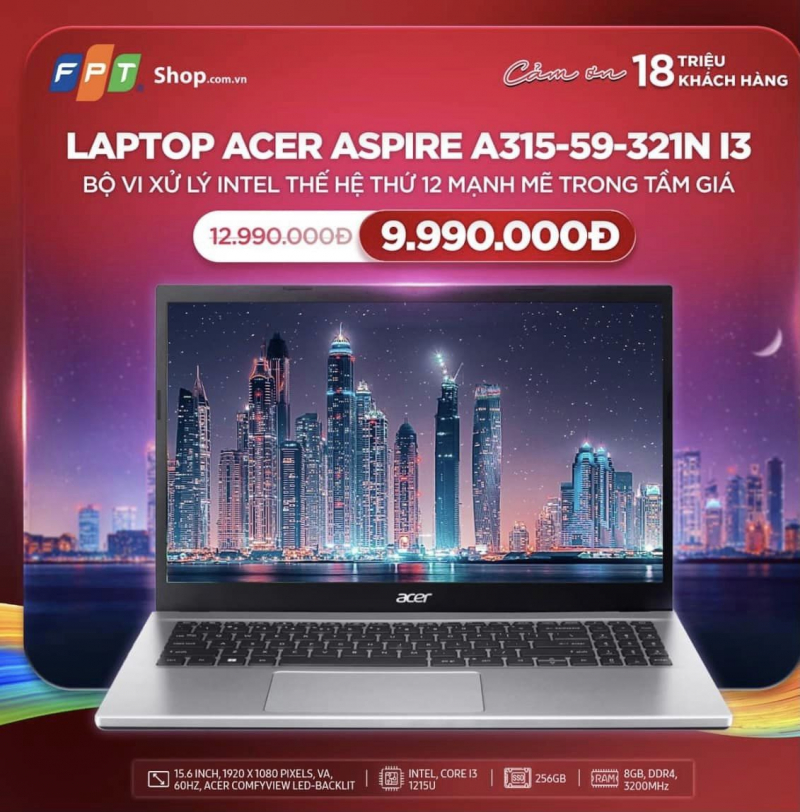 FPT Shop.com.vn
Cảm ơn 18 TRIỆU KHÁCH HÀNG
LAPTOP ACER ASPIRE A315-59-321N I3
BỘ VI XỬ LÝ INTEL THẾ HỆ THỨ 12 MẠNH MẼ TRONG TẦM GIÁ
12.990.000Đ 9.990.000Đ
acer
15.6 INCH, 1920 X 1080 PIXELS, VA,
60HZ, ACER COMFYVIEW LED-BACKLIT
INTEL, CORE I3
1215U
SSD 256GB
RAM 8GB, DDR4,
3200MHz